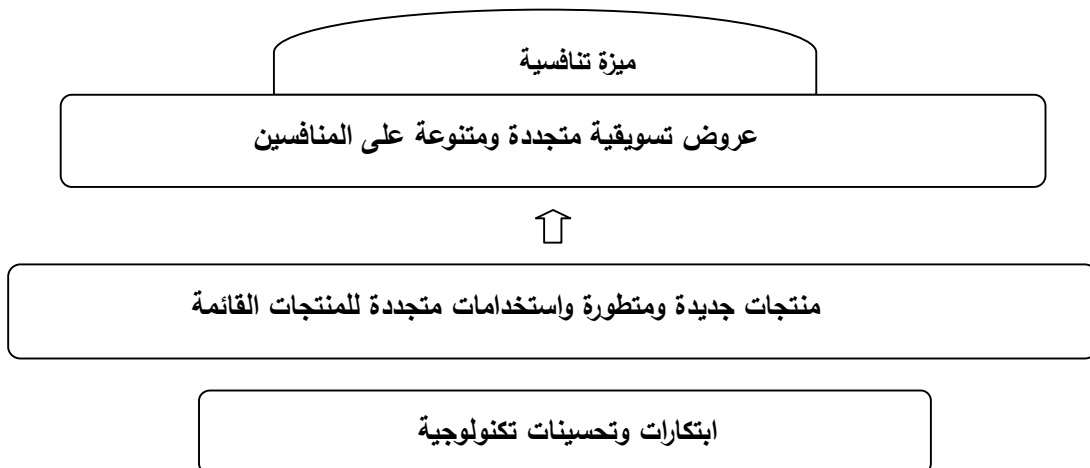 ميزة تنافسية
عروض تسويقية متجددة ومتنوعة على المنافسين
منتجات جديدة ومتطورة واستخدامات متجددة للمنتجات القائمة
ابتكارات وتحسينات تكنولوجية